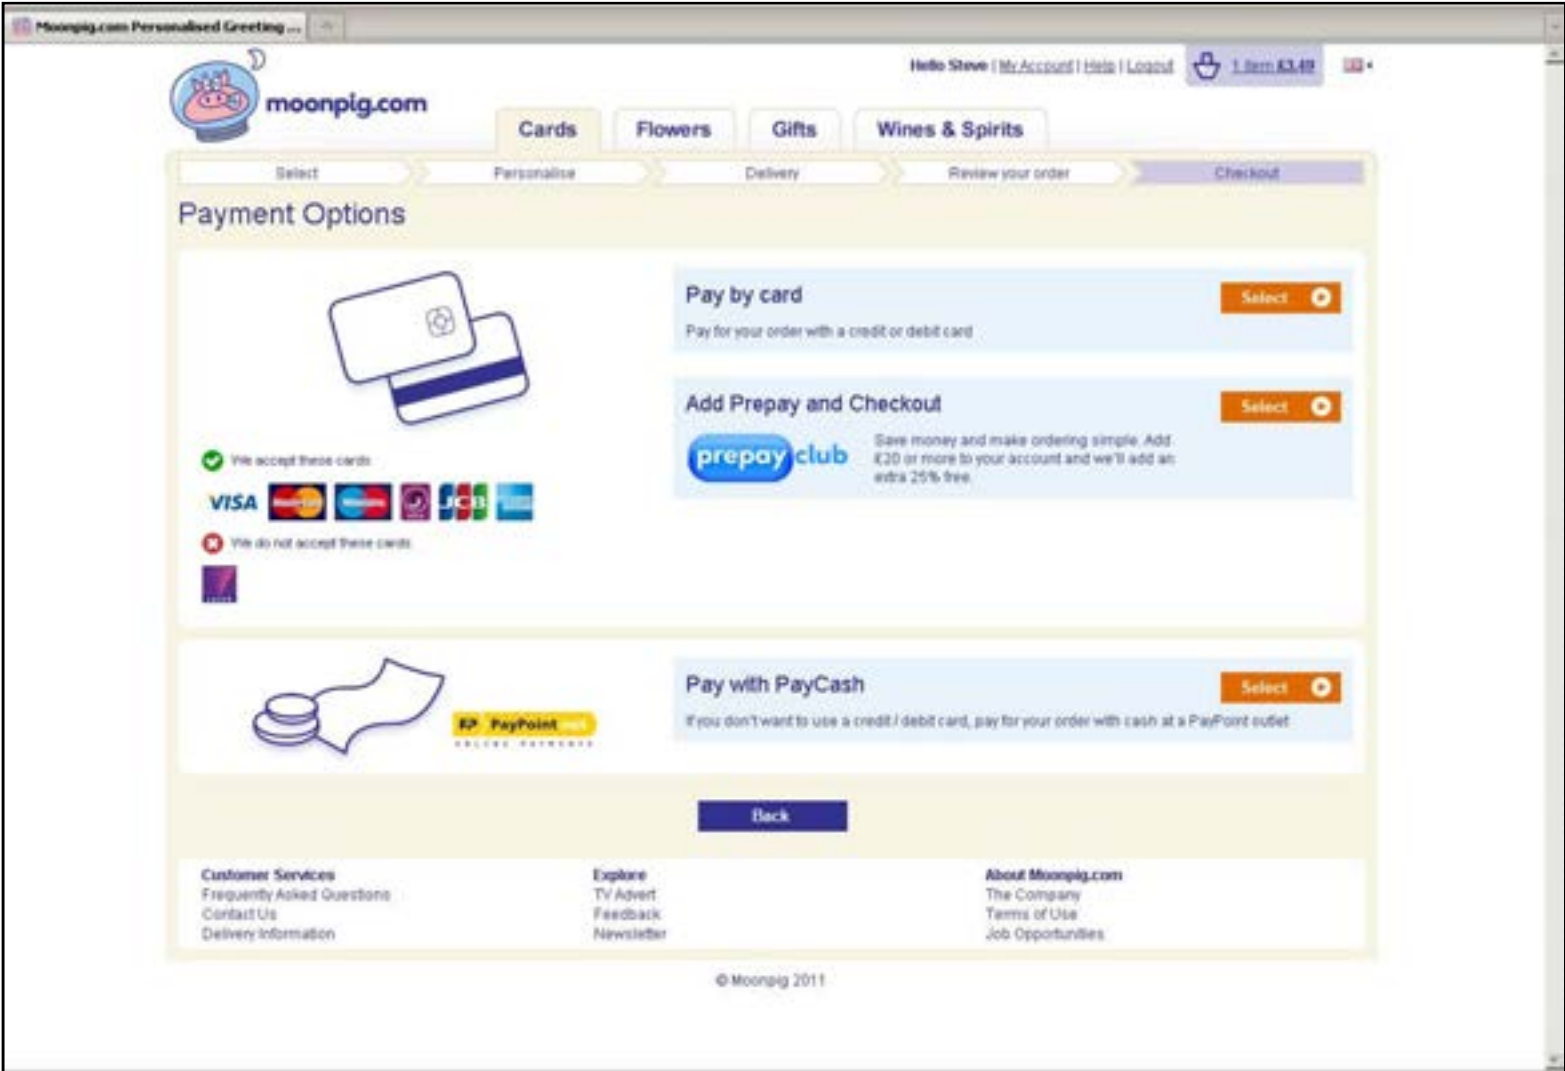 Moonpig.com Personalised Greeting ...
moonpig.com
Hello Steve | My Account | Help | Logout
1 item £3.49
Cards
Flowers
Gifts
Wines & Spirits
Select
Personalise
Delivery
Review your order
Checkout
Payment Options
Pay by card
Select
Pay for your order with a credit or debit card
Add Prepay and Checkout
Select
prepay club
Save money and make ordering simple. Add
£20 or more to your account and we'll add an
extra 25% free.
We accept these cards
VISA
JCB
We do not accept these cards
Pay with PayCash
Select
If you don't want to use a credit / debit card, pay for your order with cash at a PayPoint outlet
PayPoint.net
ONLINE PAYMENTS
Back
Customer Services
Frequently Asked Questions
Contact Us
Delivery Information
Explore
TV Advert
Feedback
Newsletter
About Moonpig.com
The Company
Terms of Use
Job Opportunities
© Moonpig 2011